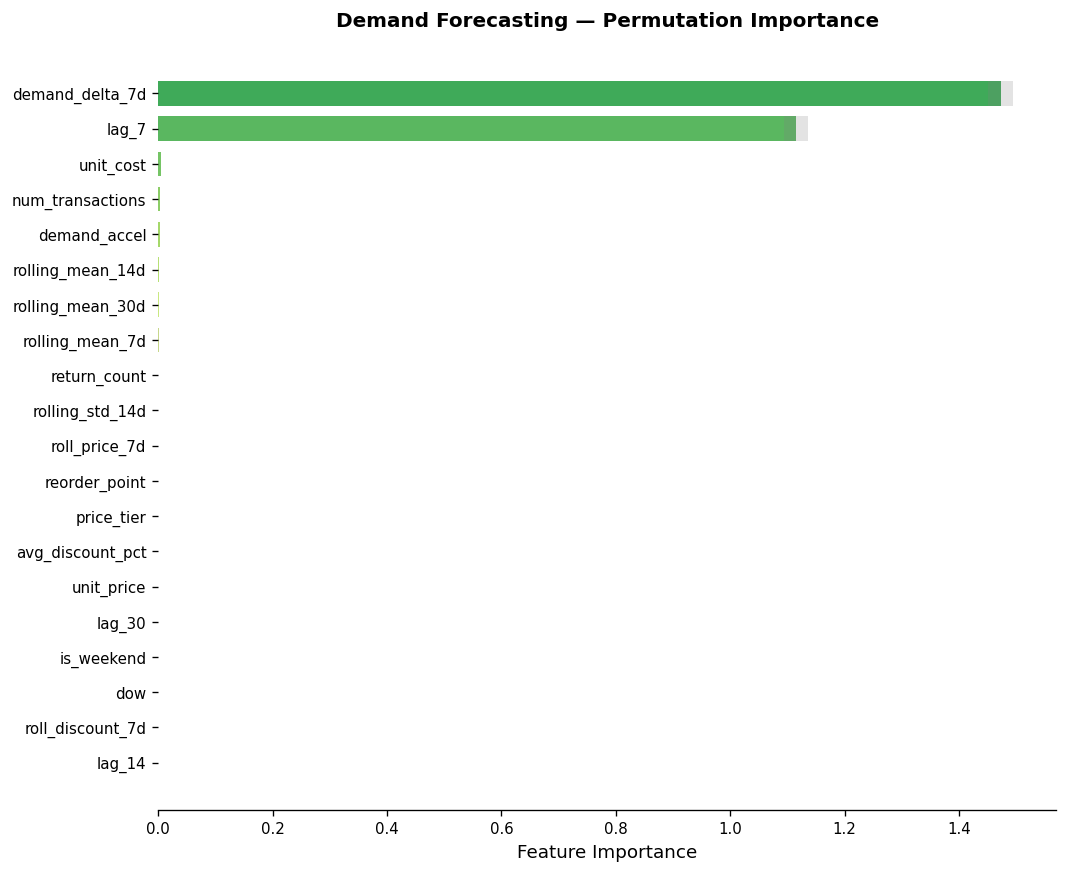 Demand Forecasting — Permutation Importance
demand_delta_7d
lag_7
unit_cost
num_transactions
demand_accel
rolling_mean_14d
rolling_mean_30d
rolling_mean_7d
return_count
rolling_std_14d
roll_price_7d
reorder_point
price_tier
avg_discount_pct
unit_price
lag_30
is_weekend
dow
roll_discount_7d
lag_14
0.0 0.2 0.4 0.6 0.8 1.0 1.2 1.4
Feature Importance